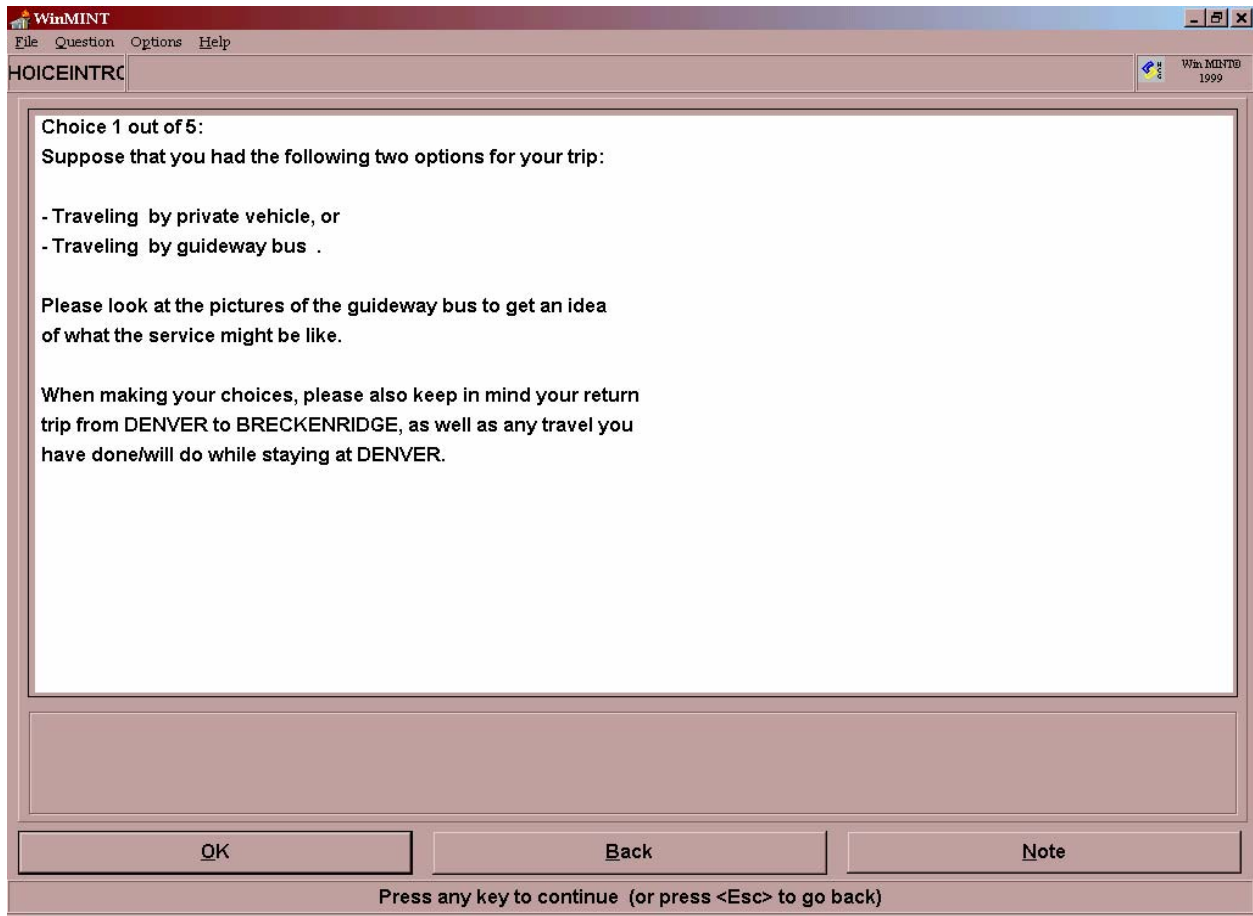 WinMINT
File Question Options Help
HOICEINTRO
Win MINT®
1999
Choice 1 out of 5:
Suppose that you had the following two options for your trip:
- Traveling by private vehicle, or
- Traveling by guideway bus .
Please look at the pictures of the guideway bus to get an idea
of what the service might be like.
When making your choices, please also keep in mind your return
trip from DENVER to BRECKENRIDGE, as well as any travel you
have done/will do while staying at DENVER.
OK Back Note
Press any key to continue (or press <Esc> to go back)